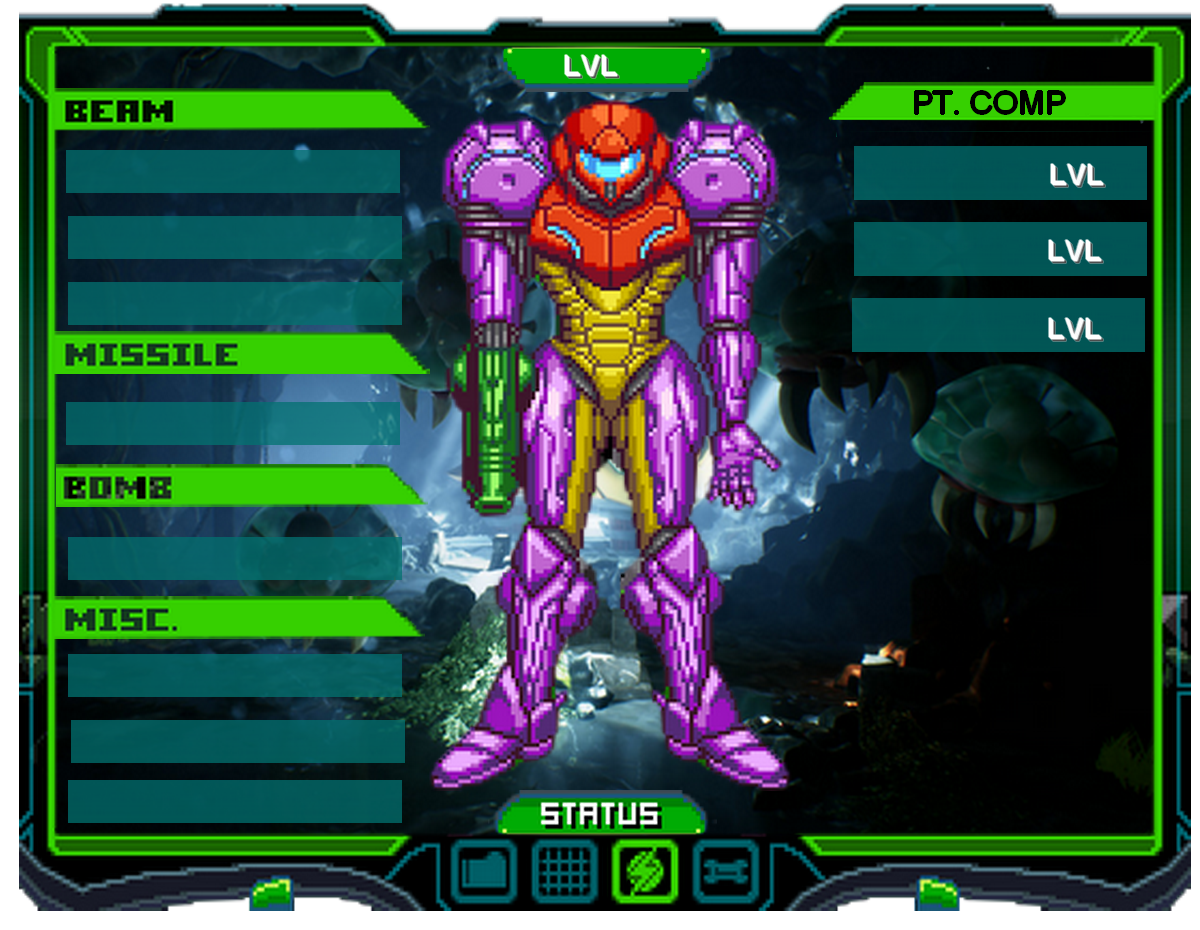 LVL
BEAM
PT. COMP
LVL
LVL
LVL
MISSILE
BOMB
MISC.
STATUS